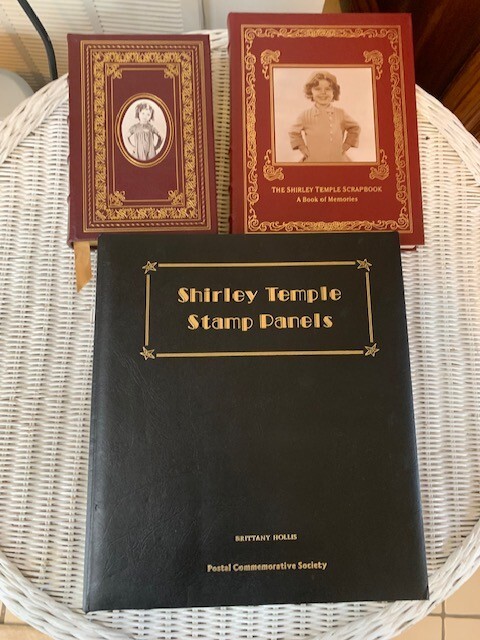 THE SHIRLEY TEMPLE SCRAPBOOK
A Book of Memories
Shirley Temple
Stamp Panels
BRITTANY HOLLIS
Postal Commemorative Society